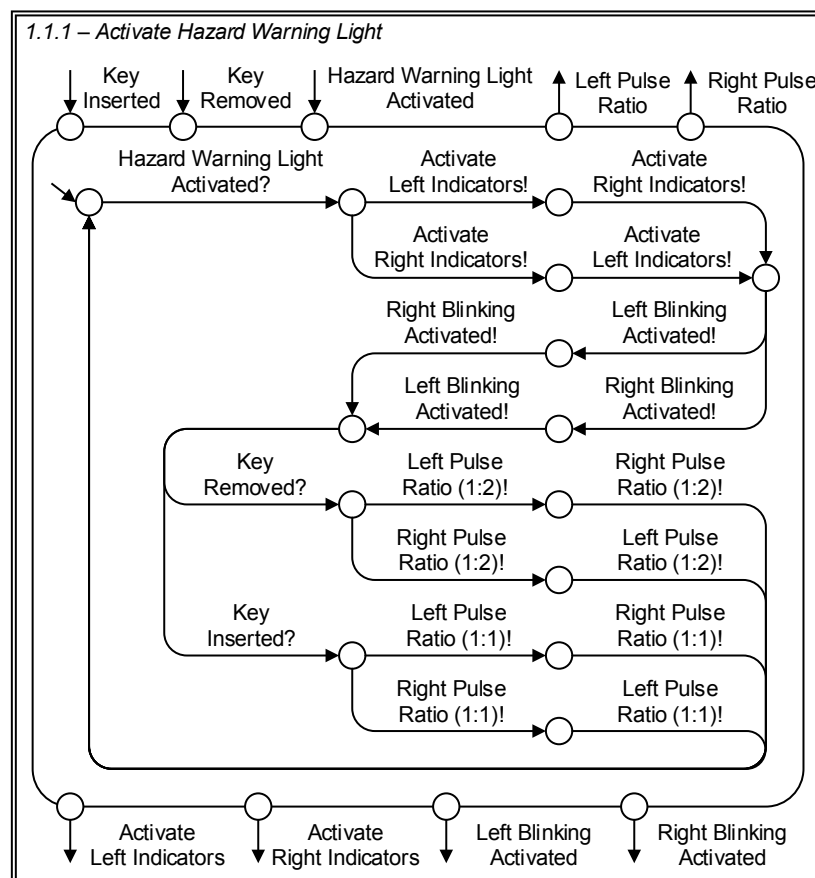 1.1.1 – Activate Hazard Warning Light
Key
Inserted
Key
Removed
Hazard Warning Light
Activated
Left Pulse
Ratio
Right Pulse
Ratio
Hazard Warning Light
Activated?
Activate
Left Indicators!
Activate
Right Indicators!
Activate
Right Indicators!
Activate
Left Indicators!
Right Blinking
Activated!
Left Blinking
Activated!
Left Blinking
Activated!
Right Blinking
Activated!
Key
Removed?
Left Pulse
Ratio (1:2)!
Right Pulse
Ratio (1:2)!
Right Pulse
Ratio (1:2)!
Left Pulse
Ratio (1:2)!
Key
Inserted?
Left Pulse
Ratio (1:1)!
Right Pulse
Ratio (1:1)!
Right Pulse
Ratio (1:1)!
Left Pulse
Ratio (1:1)!
Activate
Left Indicators
Activate
Right Indicators
Left Blinking
Activated
Right Blinking
Activated